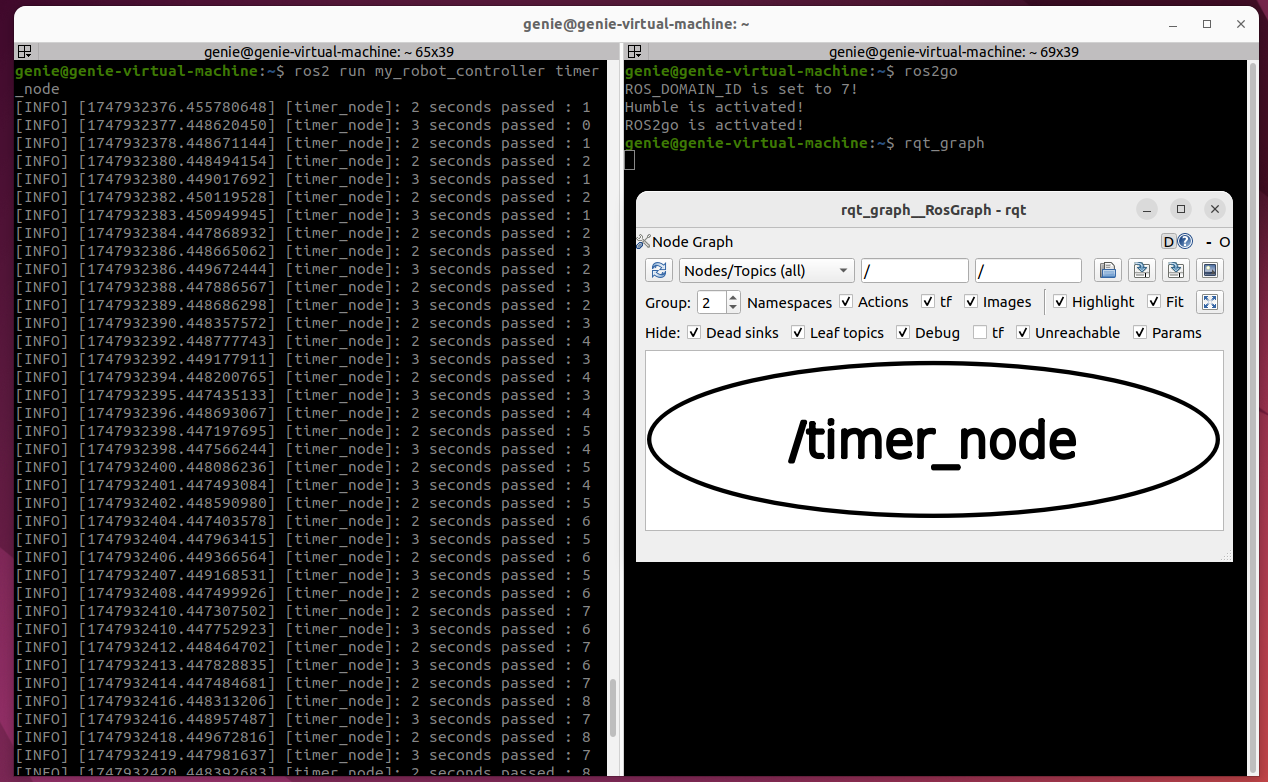 genie@genie-virtual-machine: ~
genie@genie-virtual-machine: ~ 65x39
genie@genie-virtual-machine:~$ ros2 run my_robot_controller timer
_node
[INFO] [1747932376.455780648] [timer_node]: 2 seconds passed : 1
[INFO] [1747932377.448620450] [timer_node]: 3 seconds passed : 0
[INFO] [1747932378.448671144] [timer_node]: 2 seconds passed : 1
[INFO] [1747932380.448494154] [timer_node]: 2 seconds passed : 2
[INFO] [1747932380.449017692] [timer_node]: 3 seconds passed : 1
[INFO] [1747932382.450119528] [timer_node]: 2 seconds passed : 2
[INFO] [1747932383.450949945] [timer_node]: 3 seconds passed : 1
[INFO] [1747932384.447868932] [timer_node]: 2 seconds passed : 2
[INFO] [1747932386.448665062] [timer_node]: 2 seconds passed : 3
[INFO] [1747932386.449672444] [timer_node]: 3 seconds passed : 2
[INFO] [1747932388.447886567] [timer_node]: 2 seconds passed : 3
[INFO] [1747932389.448686298] [timer_node]: 3 seconds passed : 2
[INFO] [1747932390.448357572] [timer_node]: 2 seconds passed : 3
[INFO] [1747932392.448777743] [timer_node]: 2 seconds passed : 4
[INFO] [1747932392.449177911] [timer_node]: 3 seconds passed : 3
[INFO] [1747932394.448200765] [timer_node]: 2 seconds passed : 4
[INFO] [1747932395.447435133] [timer_node]: 3 seconds passed : 3
[INFO] [1747932396.448693067] [timer_node]: 2 seconds passed : 4
[INFO] [1747932398.447197695] [timer_node]: 2 seconds passed : 5
[INFO] [1747932398.447566244] [timer_node]: 3 seconds passed : 4
[INFO] [1747932400.448086236] [timer_node]: 2 seconds passed : 5
[INFO] [1747932401.447493084] [timer_node]: 3 seconds passed : 4
[INFO] [1747932402.448590980] [timer_node]: 2 seconds passed : 5
[INFO] [1747932404.447403578] [timer_node]: 2 seconds passed : 6
[INFO] [1747932404.447963415] [timer_node]: 3 seconds passed : 5
[INFO] [1747932406.449366564] [timer_node]: 2 seconds passed : 6
[INFO] [1747932407.449168531] [timer_node]: 3 seconds passed : 5
[INFO] [1747932408.447499926] [timer_node]: 2 seconds passed : 6
[INFO] [1747932410.447307502] [timer_node]: 2 seconds passed : 7
[INFO] [1747932410.447752923] [timer_node]: 3 seconds passed : 6
[INFO] [1747932412.448464702] [timer_node]: 2 seconds passed : 7
[INFO] [1747932413.447828835] [timer_node]: 3 seconds passed : 6
[INFO] [1747932414.447484681] [timer_node]: 2 seconds passed : 7
[INFO] [1747932416.448313206] [timer_node]: 2 seconds passed : 8
[INFO] [1747932416.448957487] [timer_node]: 3 seconds passed : 7
[INFO] [1747932418.449672816] [timer_node]: 2 seconds passed : 8
[INFO] [1747932419.447981637] [timer_node]: 3 seconds passed : 7
[INFO] [1747932420.448392683] [timer_node]: 2 seconds passed : 8
genie@genie-virtual-machine: ~ 69x39
genie@genie-virtual-machine:~$ ros2go
ROS_DOMAIN_ID is set to 7!
Humble is activated!
ROS2go is activated!
genie@genie-virtual-machine:~$ rqt_graph
rqt_graph__RosGraph - rqt
Node Graph D - O
Nodes/Topics (all) / /
Group: 2 Namespaces Actions tf Images Highlight Fit
Hide: Dead sinks Leaf topics Debug tf Unreachable Params
/timer_node